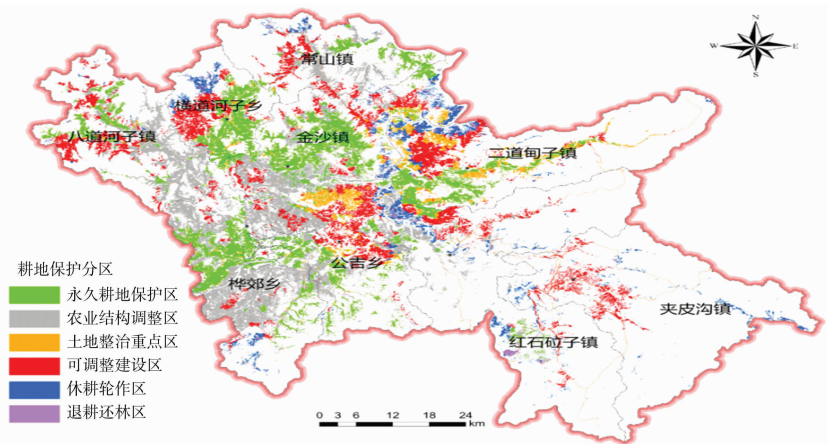 N
W
E
S
常山镇
横道河子乡
八道河子镇
金沙镇
二道甸子镇
公吉乡
桦郊乡
夹皮沟镇
红石砬子镇
耕地保护分区
永久耕地保护区
农业结构调整区
土地整治重点区
可调整建设区
休耕轮作区
退耕还林区
0 3 6 12 18 24 km